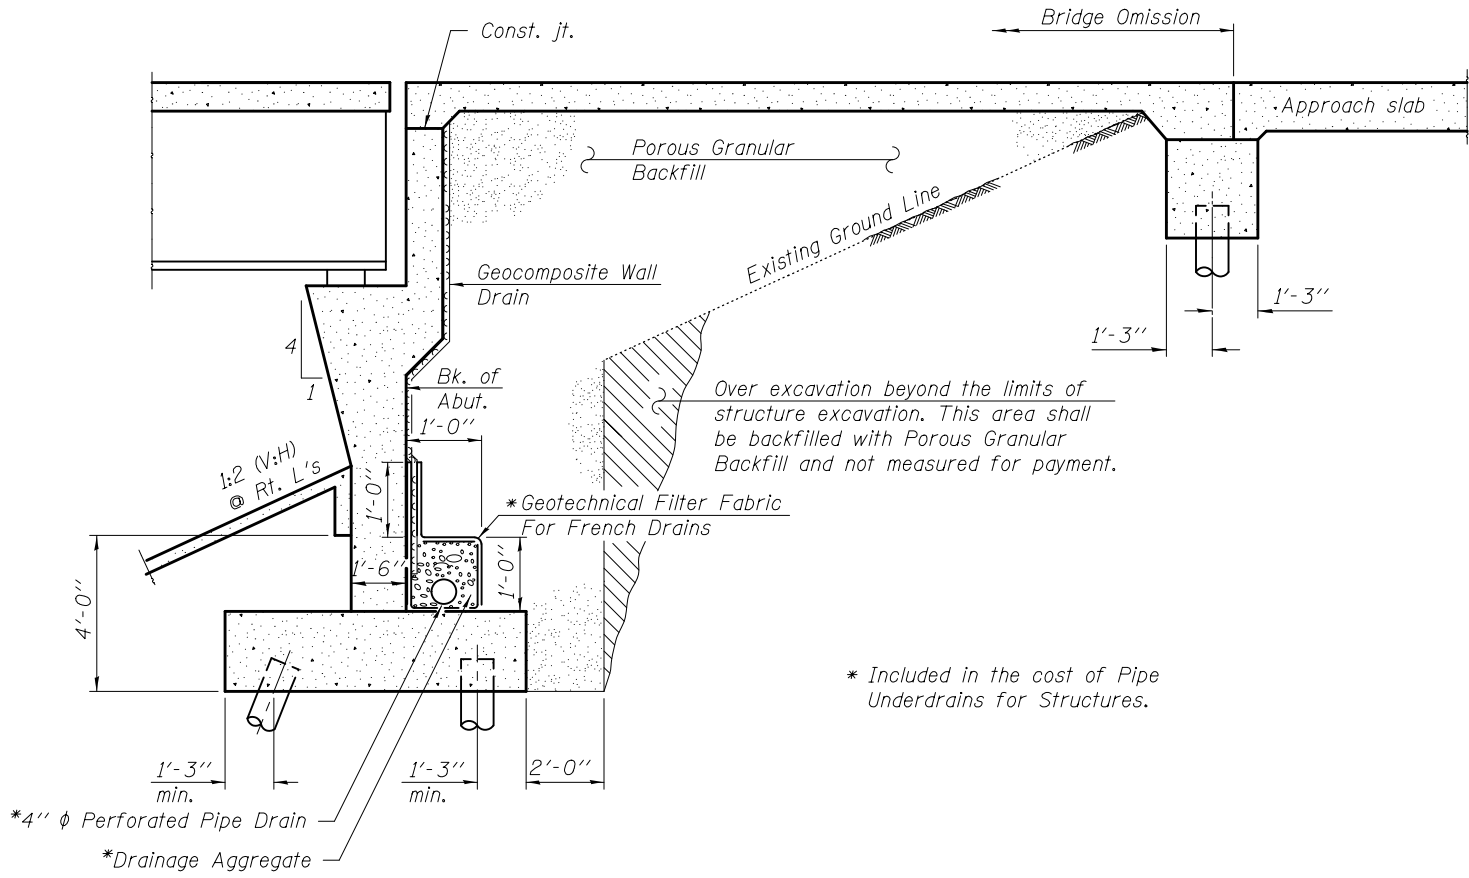 Bridge Omission
Const. jt.
Approach slab
Porous Granular
Backfill
Existing Ground Line
Geocomposite Wall
Drain
1'-3"
1'-3"
4
1
Bk. of
Abut.
1'-0"
Over excavation beyond the limits of
structure excavation. This area shall
be backfilled with Porous Granular
Backfill and not measured for payment.
1:2 (V:H)
@ Rt. L's
1'-0"
*Geotechnical Filter Fabric
For French Drains
1'-6"
1'-0"
4'-0"
* Included in the cost of Pipe
Underdrains for Structures.
1'-3"
min.
1'-3"
min.
2'-0"
*4" ϕ Perforated Pipe Drain
*Drainage Aggregate